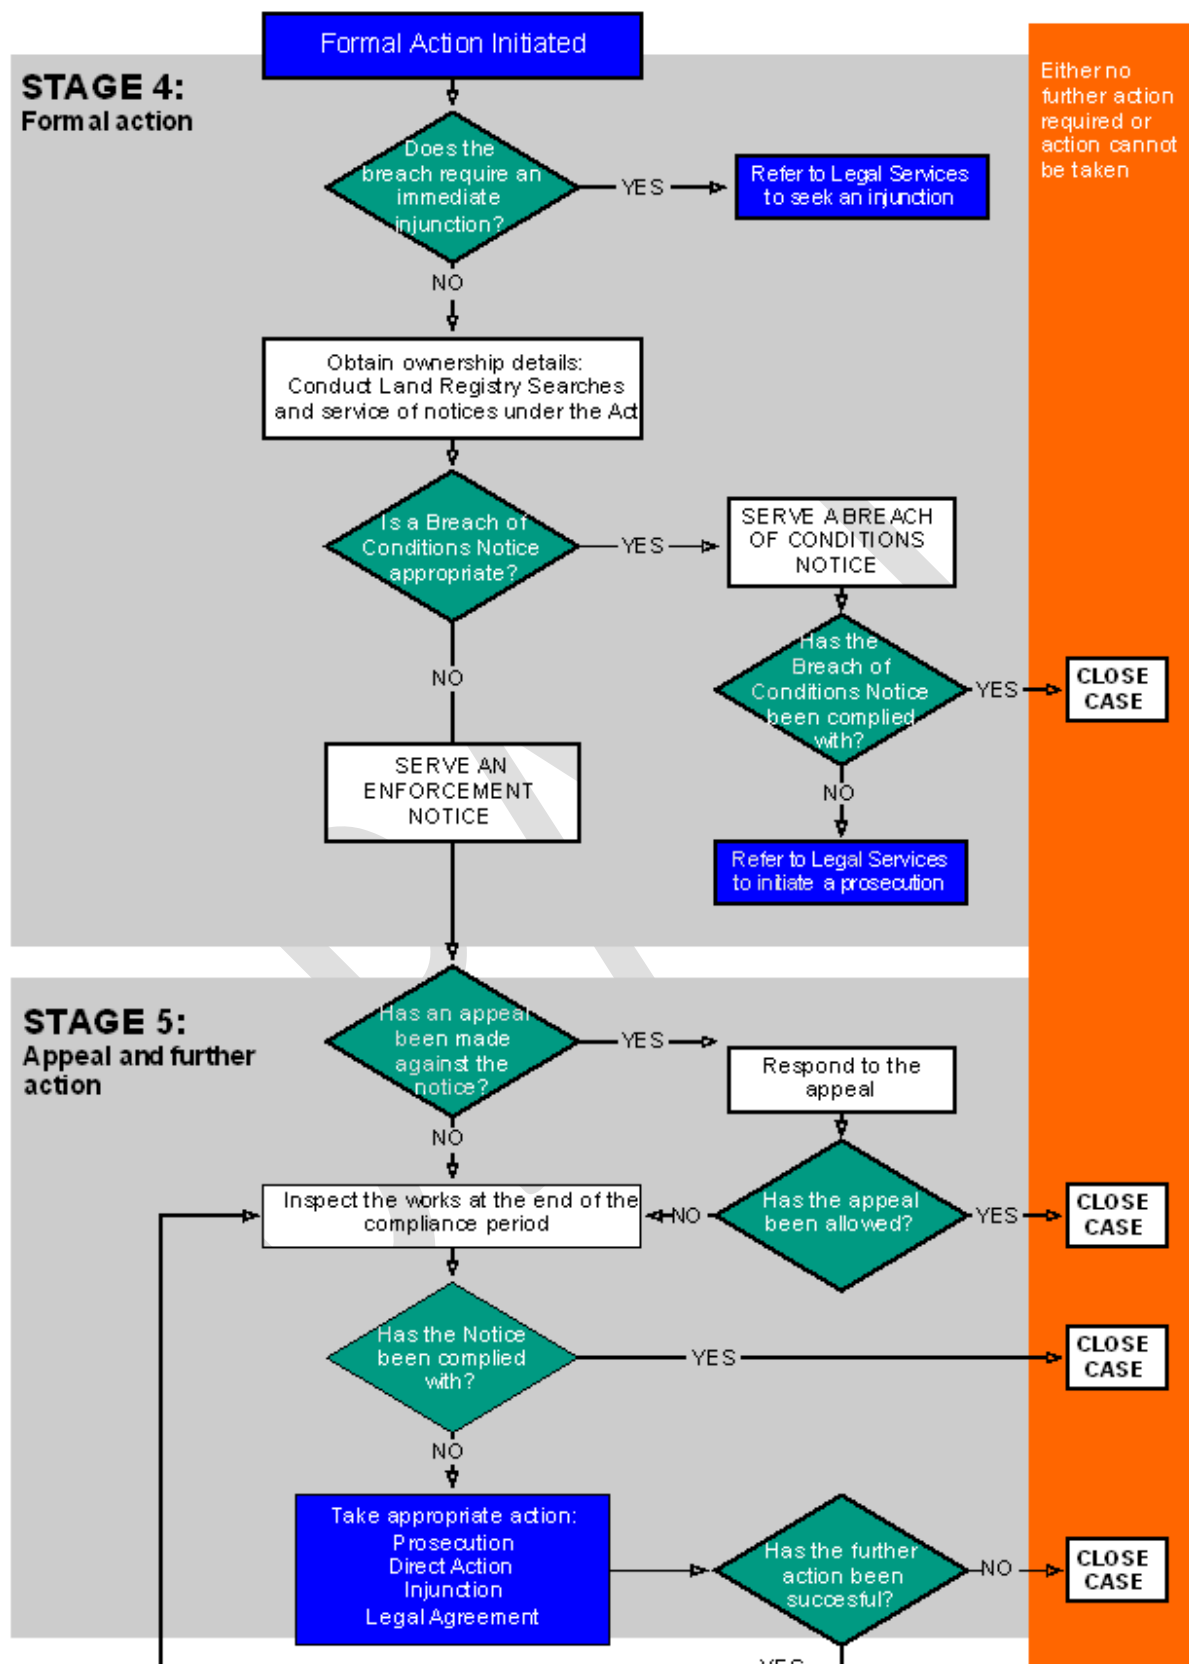 Formal Action Initiated
STAGE 4:
Formal action
Either no
further action
required or
action cannot
be taken
Does the
breach require an
immediate
injunction?
YES
Refer to Legal Services
to seek an injunction
NO
Obtain ownership details:
Conduct Land Registry Searches
and service of notices under the Act
Is a Breach of
Conditions Notice
appropriate?
YES
SERVE A BREACH
OF CONDITIONS
NOTICE
Has the
Breach of
Conditions Notice
been complied
with?
YES
CLOSE
CASE
NO
SERVE AN
ENFORCEMENT
NOTICE
NO
Refer to Legal Services
to initiate a prosecution
STAGE 5:
Appeal and further
action
Has an appeal
been made
against the
notice?
YES
Respond to the
appeal
NO
Inspect the works at the end of the
compliance period
NO
Has the appeal
been allowed?
YES
CLOSE
CASE
Has the Notice
been complied
with?
YES
CLOSE
CASE
NO
Take appropriate action:
Prosecution
Direct Action
Injunction
Legal Agreement
Has the further
action been
succesful?
NO
CLOSE
CASE
YES